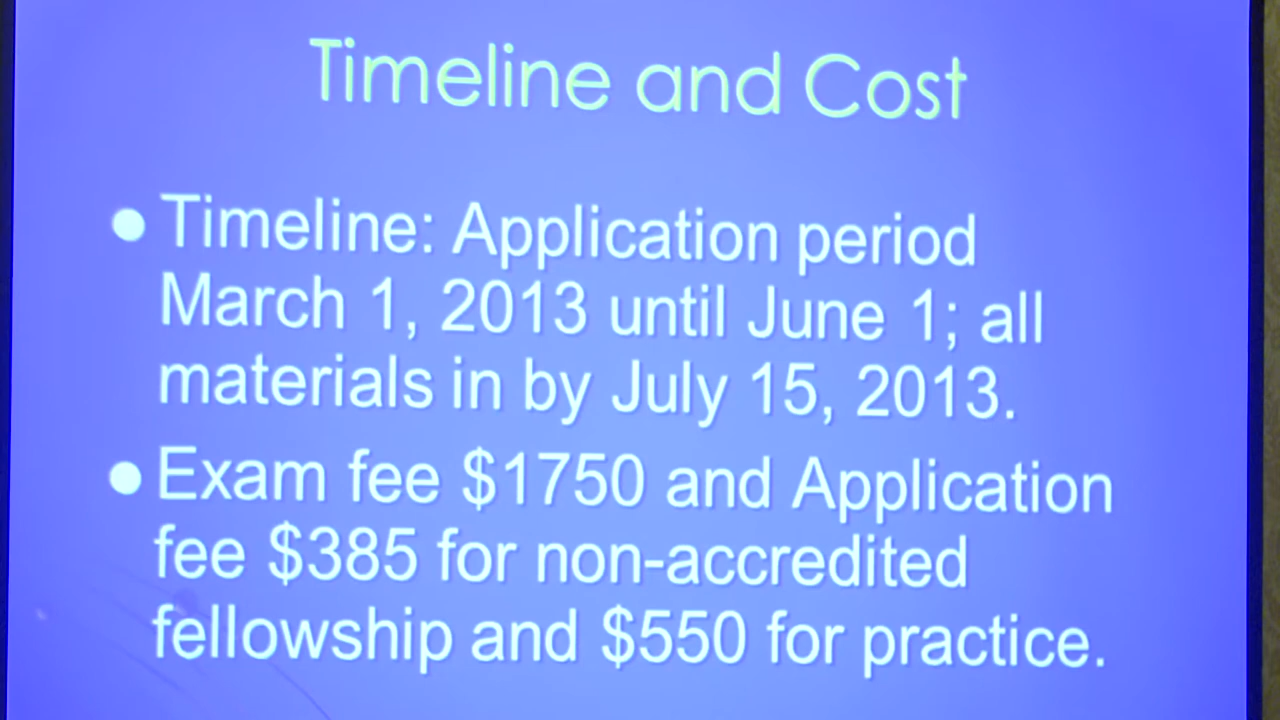 Timeline and Cost
● Timeline: Application period
March 1, 2013 until June 1; all
materials in by July 15, 2013.
● Exam fee $1750 and Application
fee $385 for non-accredited
fellowship and $550 for practice.